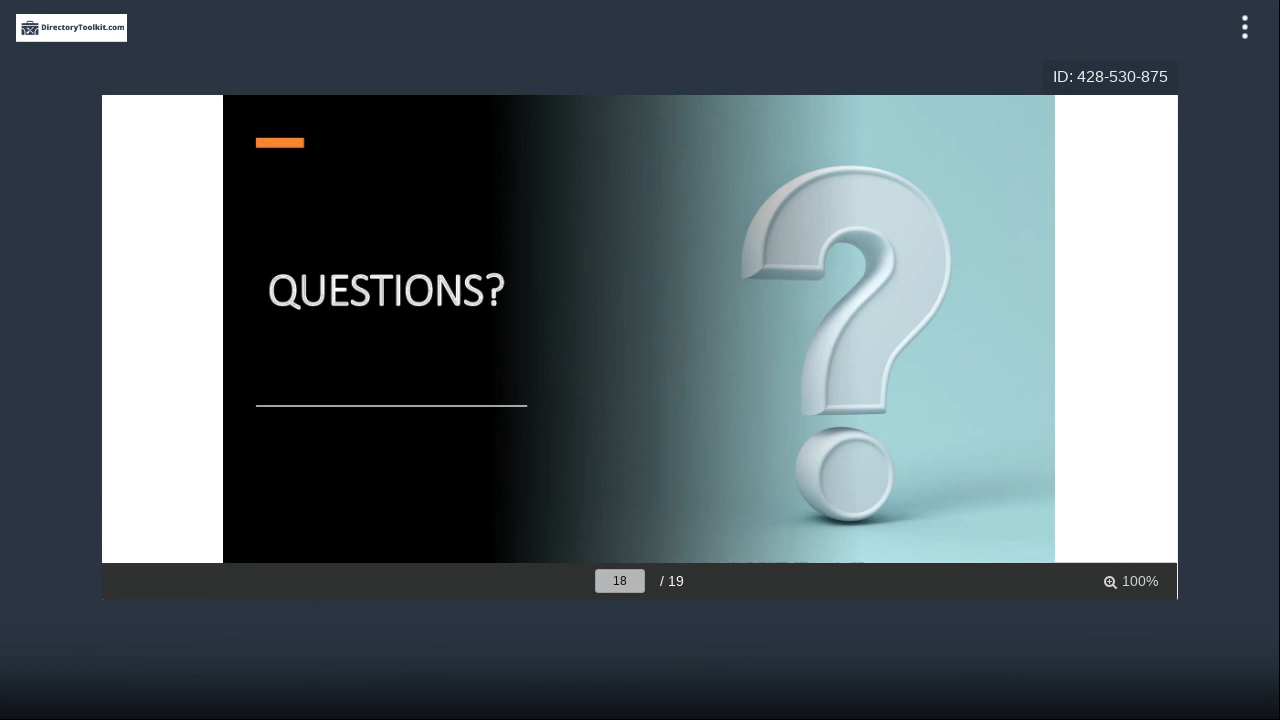 DirectoryToolkit.com
ID: 428-530-875
QUESTIONS?
18 / 19
100%